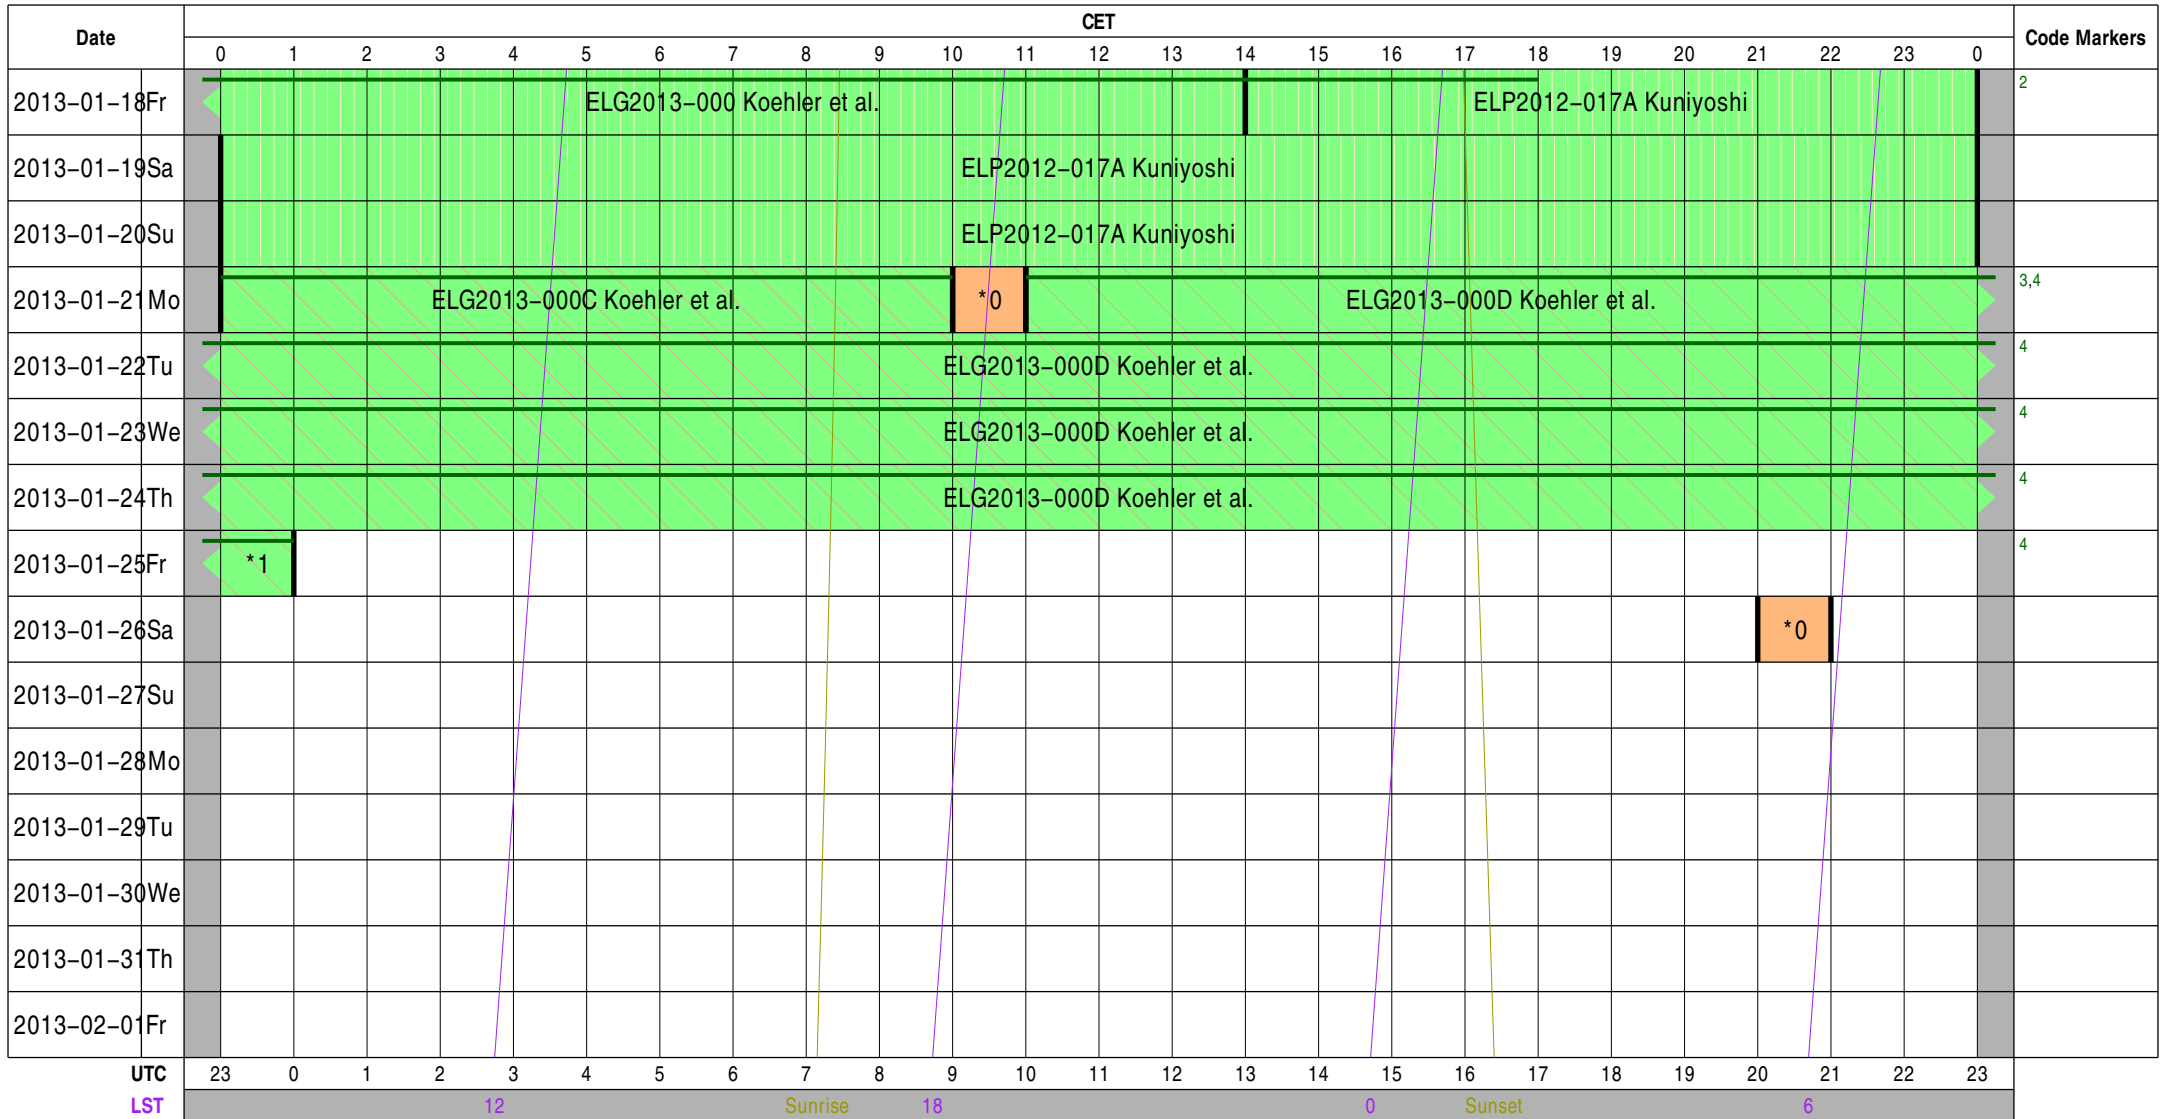 Date CET Code Markers
0 1 2 3 4 5 6 7 8 9 10 11 12 13 14 15 16 17 18 19 20 21 22 23 0
2013–01–18Fr ELG2013–000 Koehler et al. ELP2012–017A Kuniyoshi 2
2013–01–19Sa ELP2012–017A Kuniyoshi
2013–01–20Su ELP2012–017A Kuniyoshi
2013–01–21Mo ELG2013–000C Koehler et al. *0 ELG2013–000D Koehler et al. 3,4
2013–01–22Tu ELG2013–000D Koehler et al. 4
2013–01–23We ELG2013–000D Koehler et al. 4
2013–01–24Th ELG2013–000D Koehler et al. 4
2013–01–25Fr *1 4
2013–01–26Sa *0
2013–01–27Su
2013–01–28Mo
2013–01–29Tu
2013–01–30We
2013–01–31Th
2013–02–01Fr
UTC 23 0 1 2 3 4 5 6 7 8 9 10 11 12 13 14 15 16 17 18 19 20 21 22 23
LST 12 Sunrise 18 0 Sunset 6